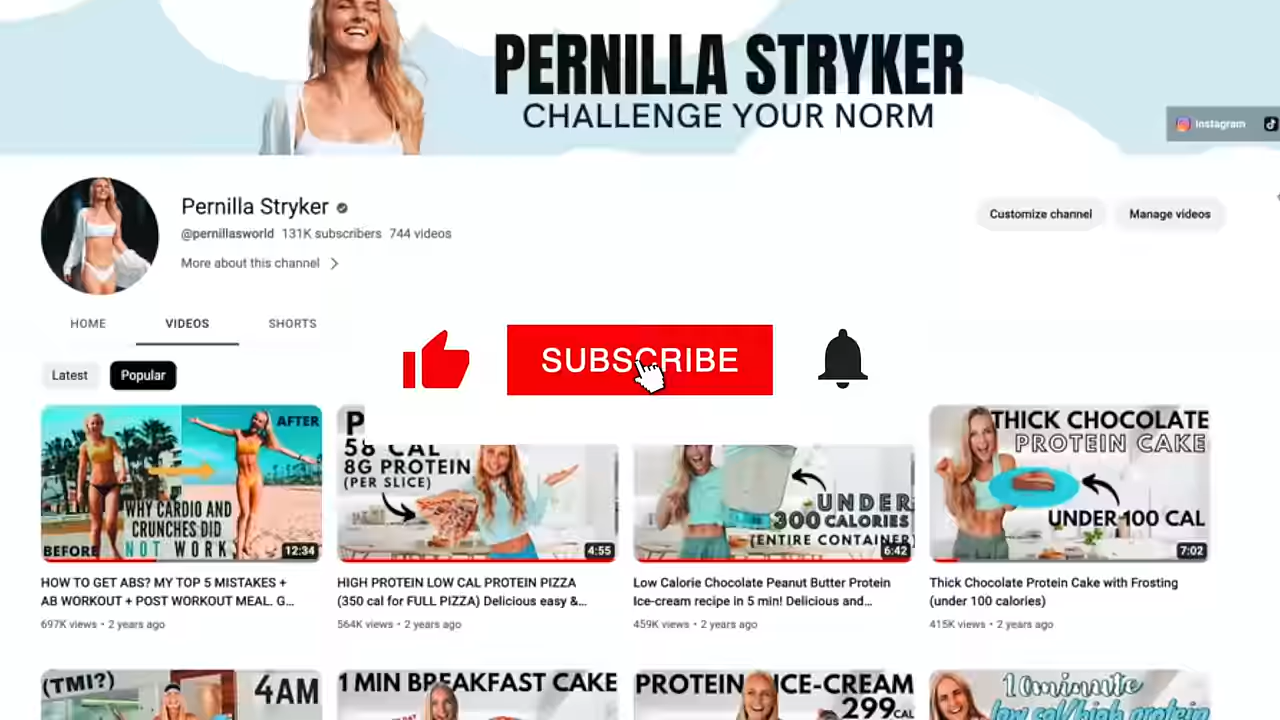 PERNILLA STRYKER
CHALLENGE YOUR NORM
Instagram
Pernilla Stryker
@pernillasworld 131K subscribers 744 videos
More about this channel
Customize channel
Manage videos
HOME
VIDEOS
SHORTS
SUBSCRIBE
Latest
Popular
AFTER
WHY CARDIO AND
CRUNCHES DID
NOT WORK
BEFORE
12:34
58 CAL
8G PROTEIN
(PER SLICE)
4:55
UNDER
300 CALORIES
(ENTIRE CONTAINER)
6:42
THICK CHOCOLATE
PROTEIN CAKE
UNDER 100 CAL
7:02
HOW TO GET ABS? MY TOP 5 MISTAKES +
AB WORKOUT + POST WORKOUT MEAL. G...
697K views • 2 years ago
HIGH PROTEIN LOW CAL PROTEIN PIZZA
(350 cal for FULL PIZZA) Delicious easy &...
564K views • 2 years ago
Low Calorie Chocolate Peanut Butter Protein
Ice-cream recipe in 5 min! Delicious and...
459K views • 2 years ago
Thick Chocolate Protein Cake with Frosting
(under 100 calories)
415K views • 2 years ago
(TMI?)
4AM
1 MIN BREAKFAST CAKE
PROTEIN ICE-CREAM
299 CAL
10 minute
low cal/high protein